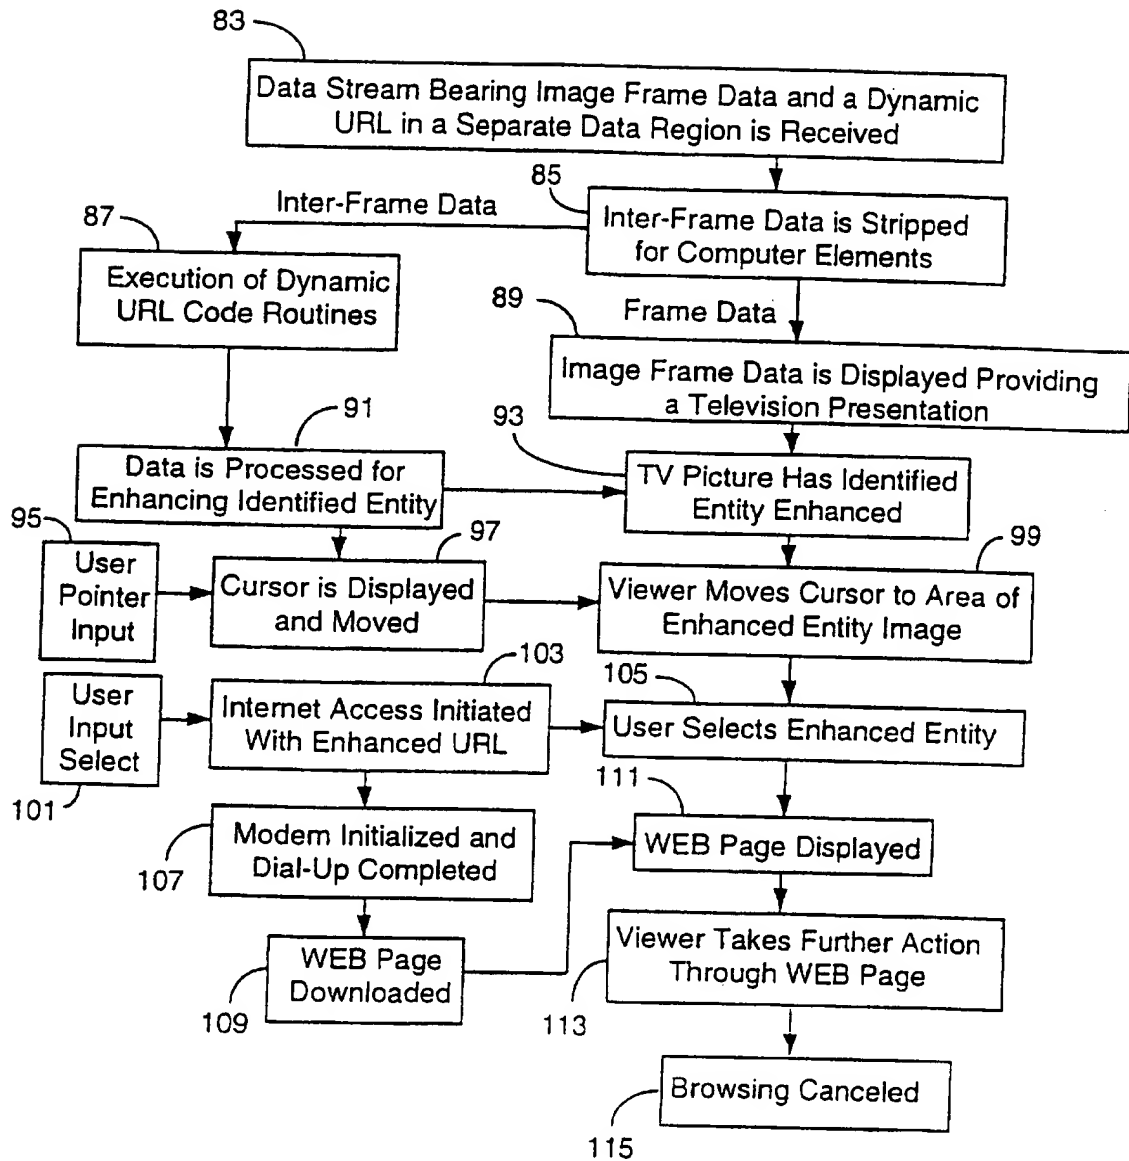 83
Data Stream Bearing Image Frame Data and a Dynamic
URL in a Separate Data Region is Received
85
Inter-Frame Data
87
Inter-Frame Data is Stripped
for Computer Elements
Execution of Dynamic
URL Code Routines
89
Frame Data
Image Frame Data is Displayed Providing
a Television Presentation
91
93
Data is Processed for
Enhancing Identified Entity
TV Picture Has Identified
Entity Enhanced
95
97
99
User
Pointer
Input
Cursor is Displayed
and Moved
Viewer Moves Cursor to Area of
Enhanced Entity Image
103
105
User
Input
Select
Internet Access Initiated
With Enhanced URL
User Selects Enhanced Entity
101
111
Modem Initialized and
Dial-Up Completed
107
WEB Page Displayed
WEB Page
Downloaded
109
Viewer Takes Further Action
Through WEB Page
113
Browsing Canceled
115